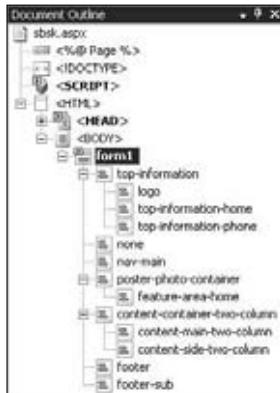 Document Outline
sbsk.aspx
<%@ Page %>
<!DOCTYPE>
<SCRIPT>
<HTML>
<HEAD>
<BODY>
form1
top-information
logo
top-information-home
top-information-phone
none
nav-main
poster-photo-container
feature-area-home
content-container-two-column
content-main-two-column
content-side-two-column
footer
footer-sub